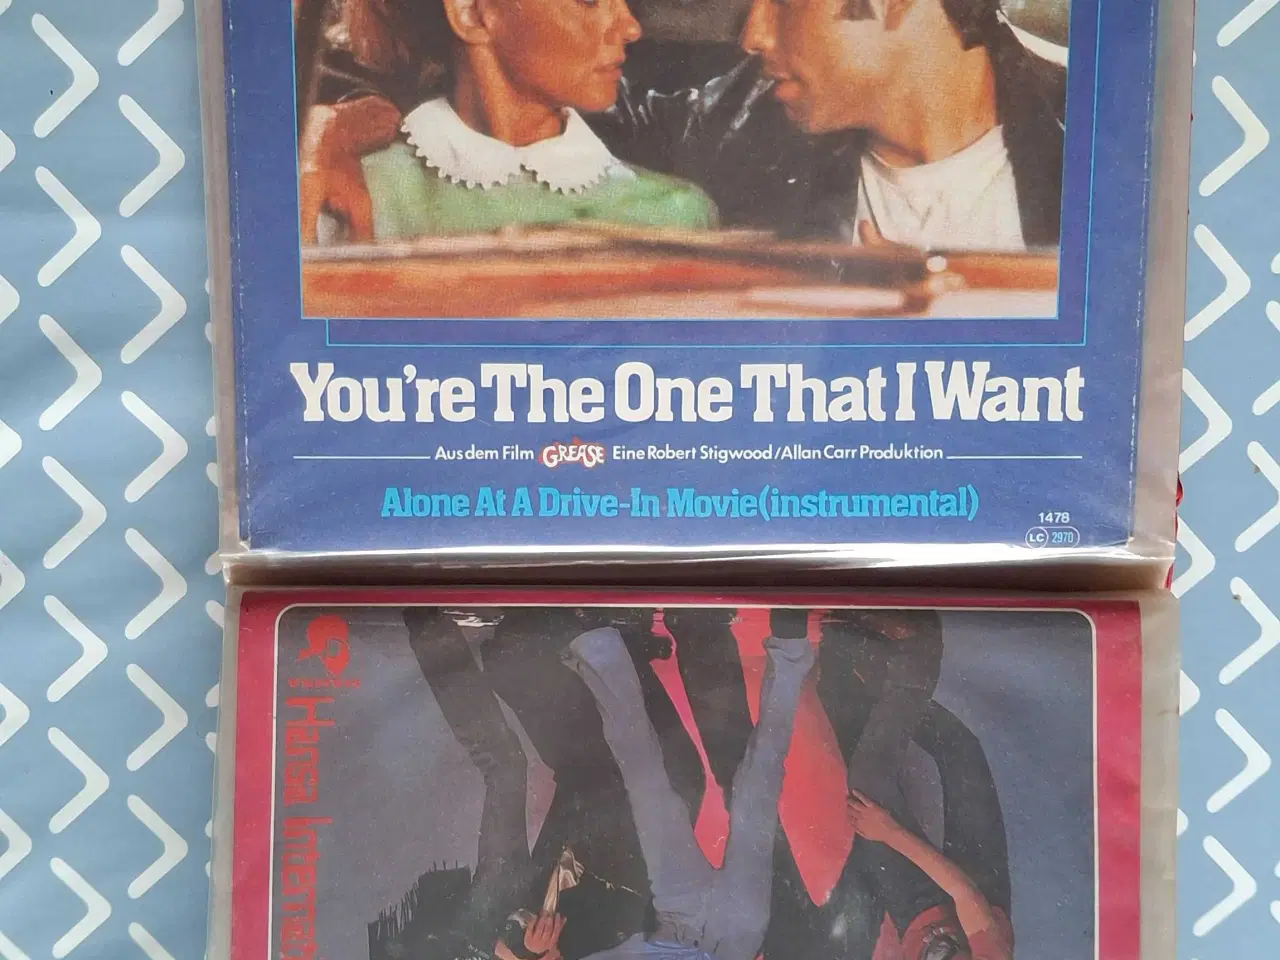 You're The One That I Want
Aus dem Film GREASE Eine Robert Stigwood/Allan Carr Produktion
Alone At A Drive-In Movie(instrumental)
1478
LC 2970
Hansa Internat